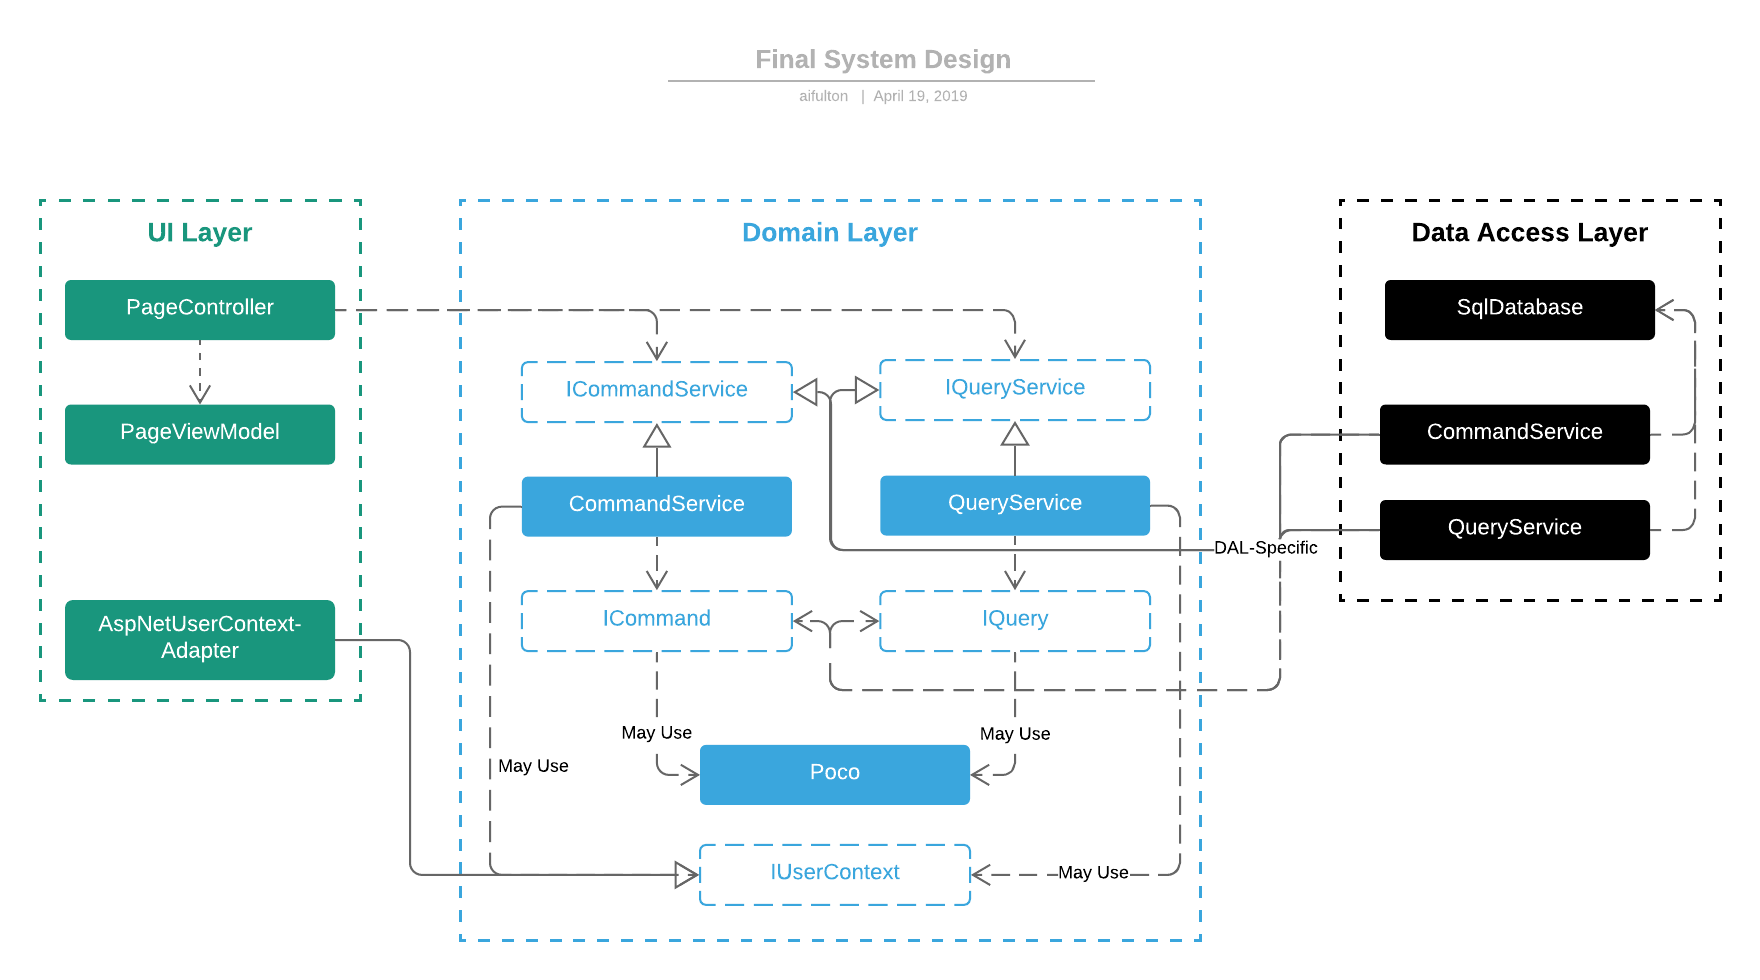 Final System Design
aifulton | April 19, 2019
UI Layer
PageController
PageViewModel
AspNetUserContext-
Adapter
Domain Layer
ICommandService
IQueryService
CommandService
QueryService
ICommand
IQuery
May Use
May Use
May Use
Poco
IUserContext
May Use
DAL-Specific
Data Access Layer
SqlDatabase
CommandService
QueryService